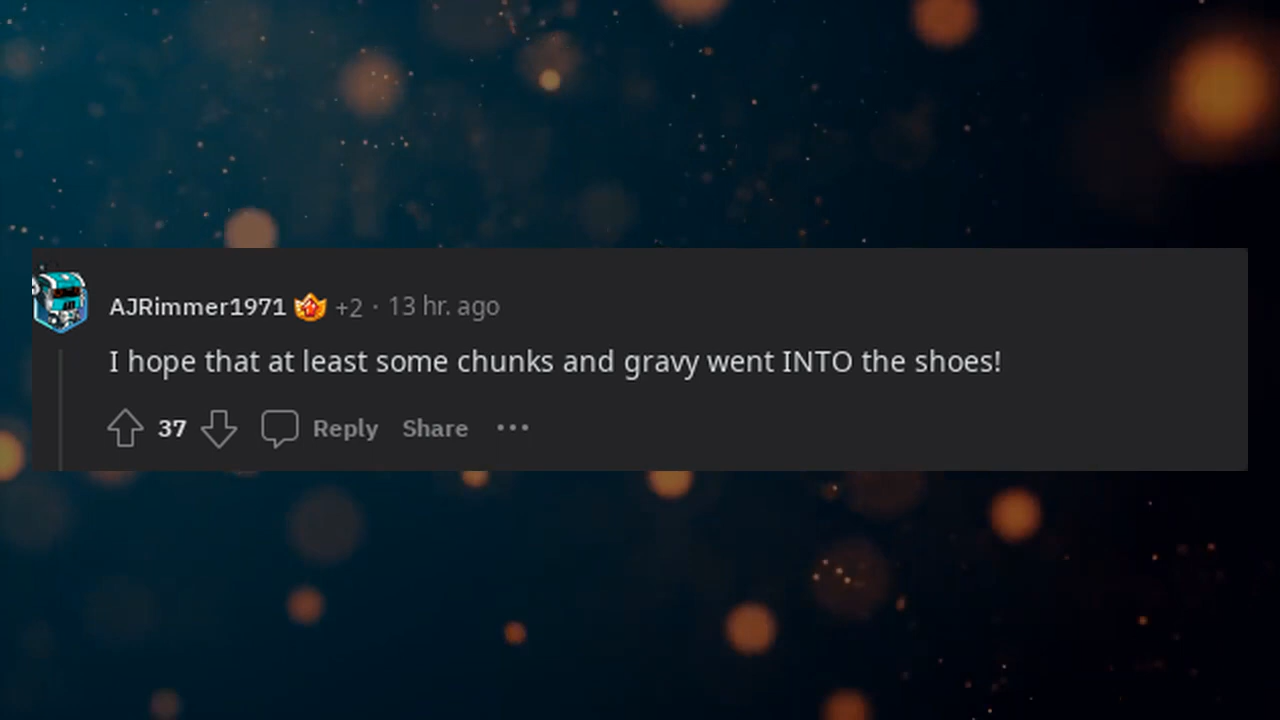 AJRimmer1971 +2 · 13 hr. ago
I hope that at least some chunks and gravy went INTO the shoes!
37 Reply Share ···